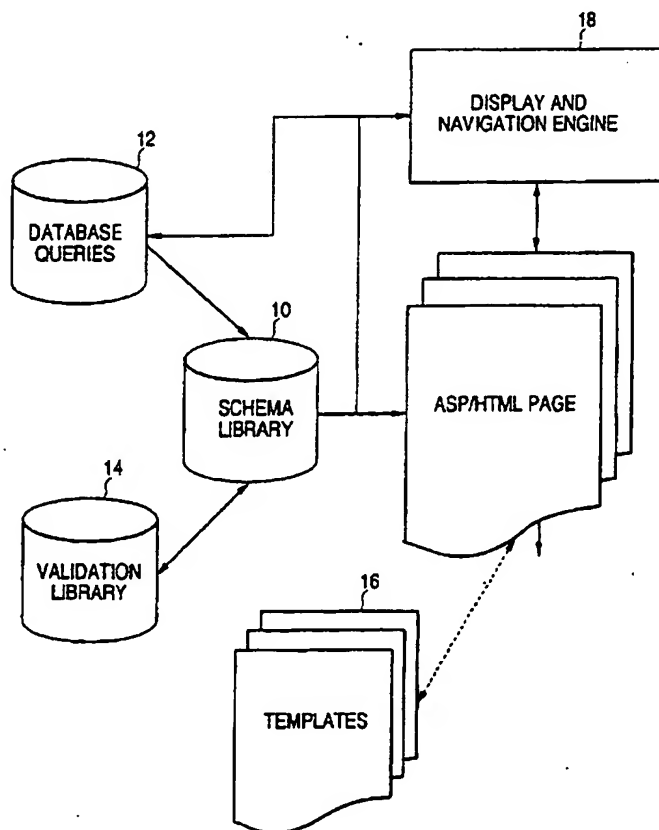 18
DISPLAY AND
NAVIGATION ENGINE
12
DATABASE
QUERIES
10
SCHEMA
LIBRARY
ASP/HTML PAGE
14
VALIDATION
LIBRARY
16
TEMPLATES